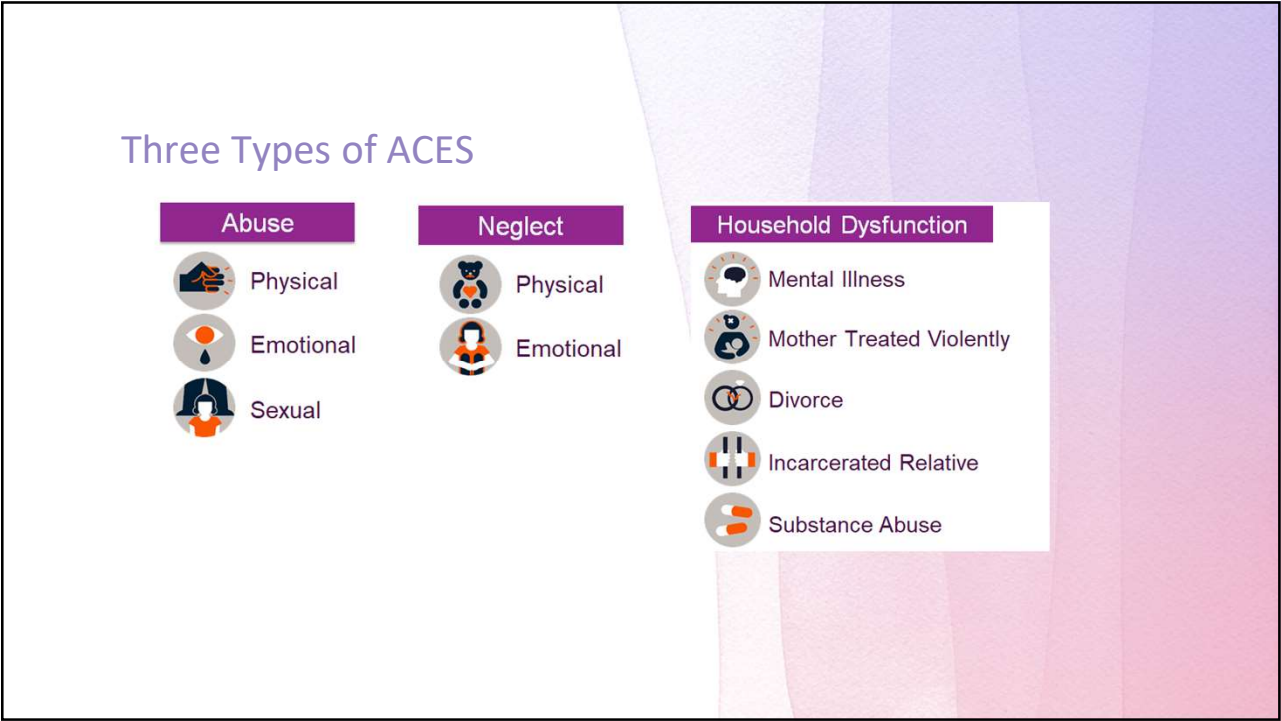 Three Types of ACES
Abuse
Physical
Emotional
Sexual
Neglect
Physical
Emotional
Household Dysfunction
Mental Illness
Mother Treated Violently
Divorce
Incarcerated Relative
Substance Abuse